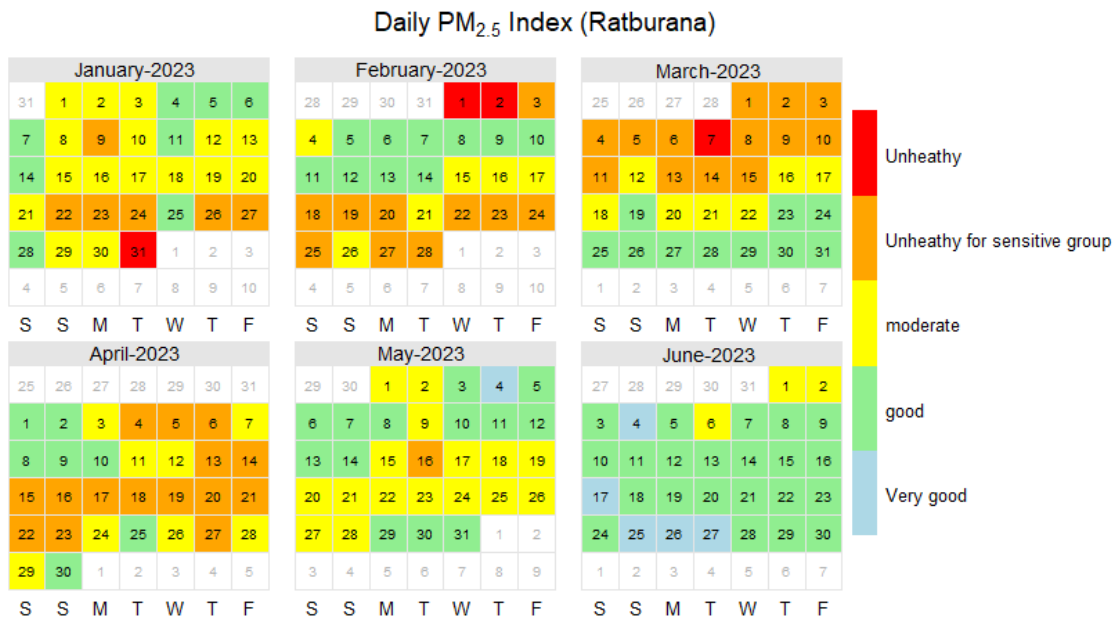 Daily PM2.5 Index (Ratburana)
January-2023
31 1 2 3 4 5 6
7 8 9 10 11 12 13
14 15 16 17 18 19 20
21 22 23 24 25 26 27
28 29 30 31 1 2 3
4 5 6 7 8 9 10
S S M T W T F
February-2023
28 29 30 31 1 2 3
4 5 6 7 8 9 10
11 12 13 14 15 16 17
18 19 20 21 22 23 24
25 26 27 28 1 2 3
4 5 6 7 8 9 10
S S M T W T F
March-2023
25 26 27 28 1 2 3
4 5 6 7 8 9 10
11 12 13 14 15 16 17
18 19 20 21 22 23 24
25 26 27 28 29 30 31
1 2 3 4 5 6 7
S S M T W T F
April-2023
25 26 27 28 29 30 31
1 2 3 4 5 6 7
8 9 10 11 12 13 14
15 16 17 18 19 20 21
22 23 24 25 26 27 28
29 30 1 2 3 4 5
S S M T W T F
May-2023
29 30 1 2 3 4 5
6 7 8 9 10 11 12
13 14 15 16 17 18 19
20 21 22 23 24 25 26
27 28 29 30 31 1 2
3 4 5 6 7 8 9
S S M T W T F
June-2023
27 28 29 30 31 1 2
3 4 5 6 7 8 9
10 11 12 13 14 15 16
17 18 19 20 21 22 23
24 25 26 27 28 29 30
1 2 3 4 5 6 7
S S M T W T F
Unheathy
Unheathy for sensitive group
moderate
good
Very good